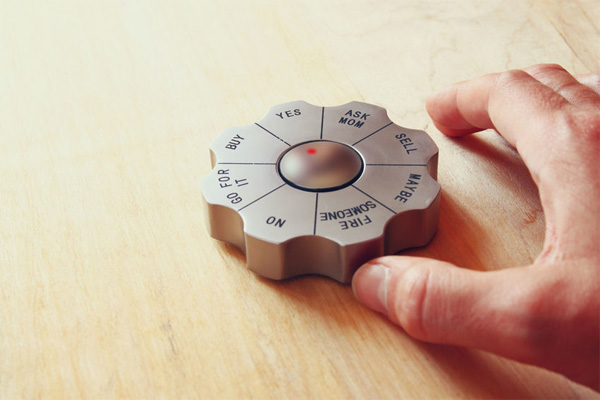 YES
ASK
MOM
SELL
MAYBE
FIRE
SOMEONE
NO
GO FOR
IT
BUY